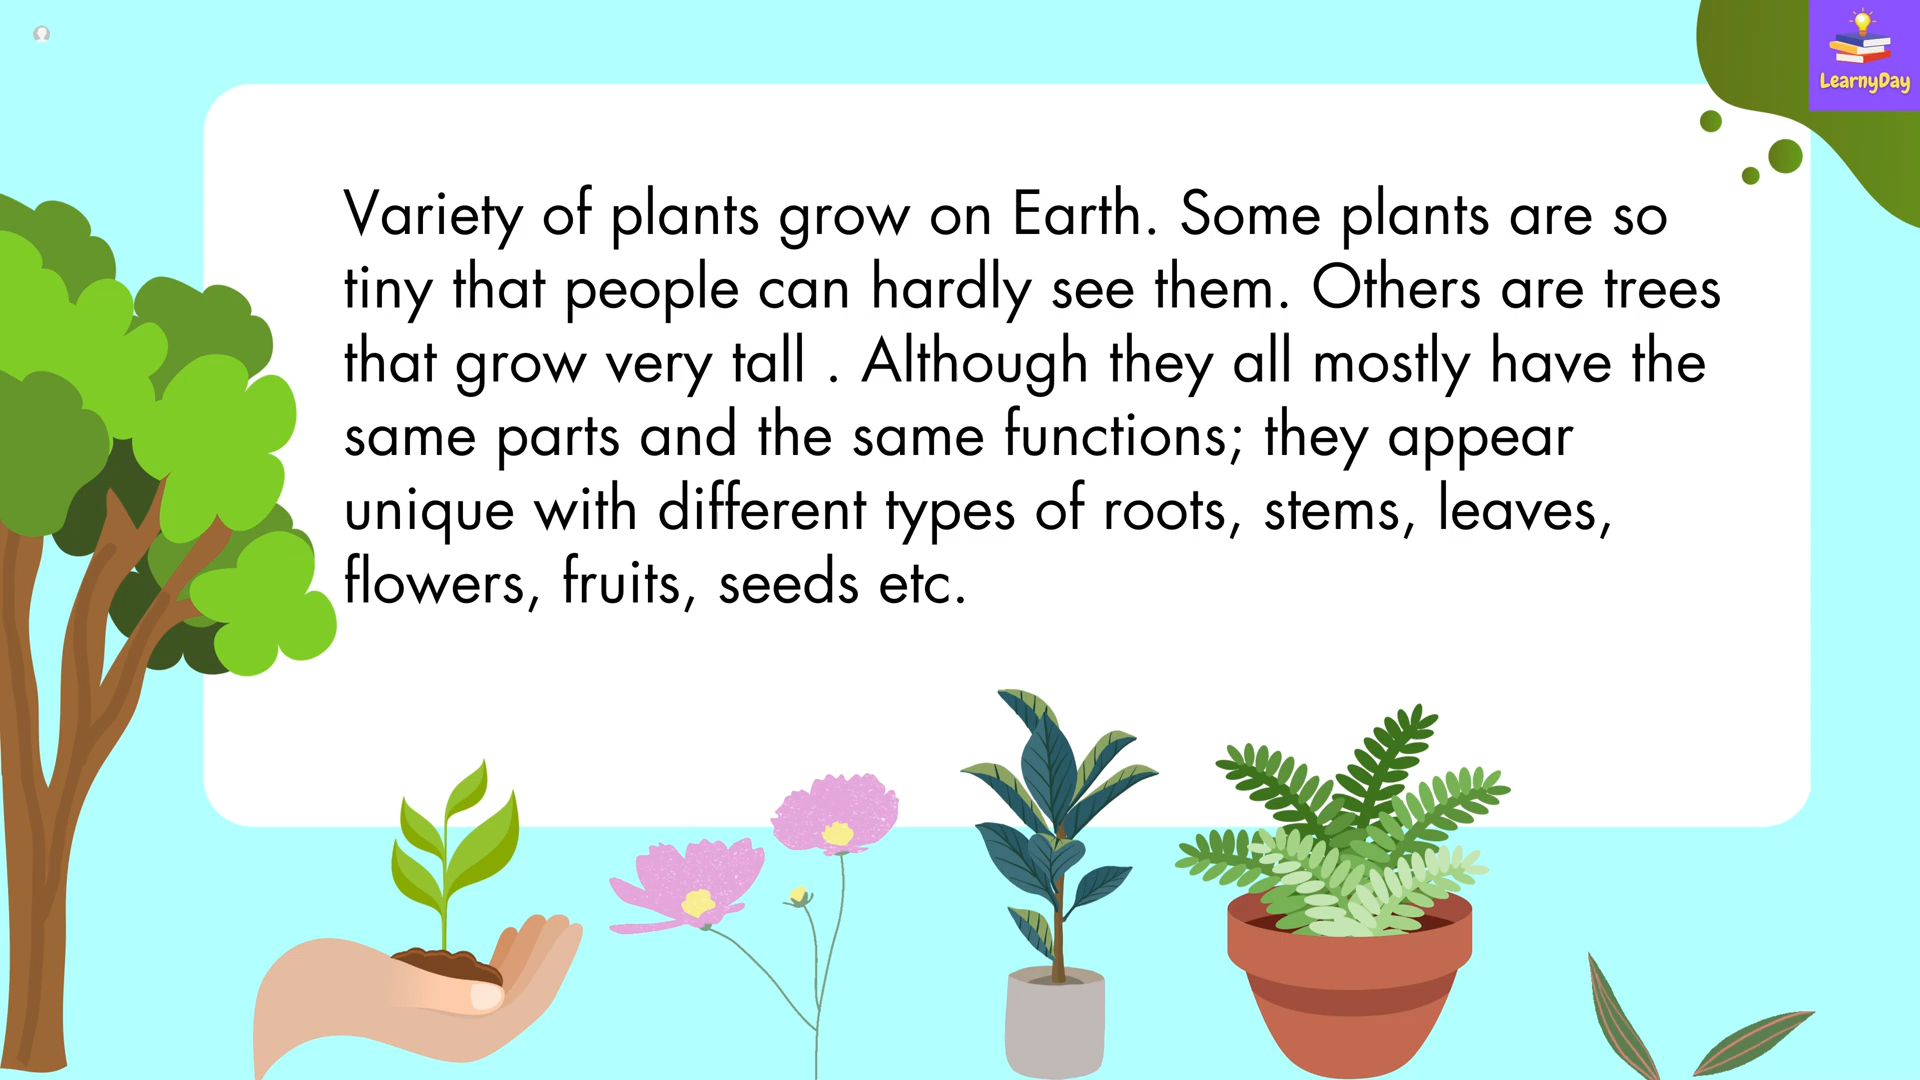 LearnyDay
Variety of plants grow on Earth. Some plants are so
tiny that people can hardly see them. Others are trees
that grow very tall . Although they all mostly have the
same parts and the same functions; they appear
unique with different types of roots, stems, leaves,
flowers, fruits, seeds etc.